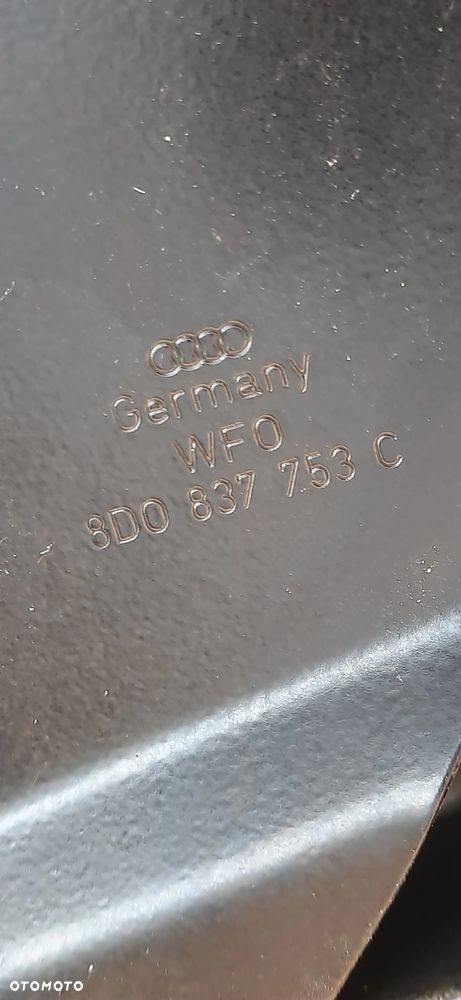 Germany
WFO
8D0 837 753 C
OTOMOTO